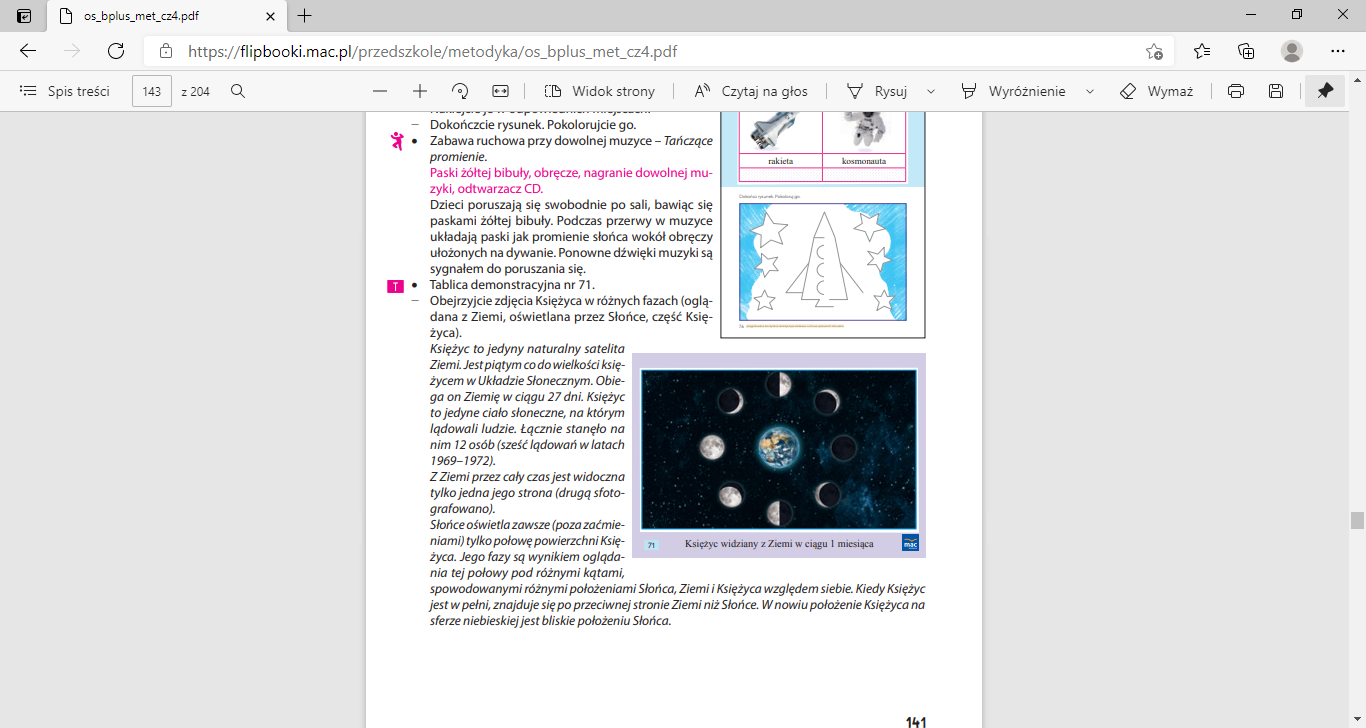 os_bplus_met_cz4.pdf
https://flipbooki.mac.pl/przedszkole/metodyka/os_bplus_met_cz4.pdf
Spis treści 143 z 204 Widok strony Czytaj na głos Rysuj Wyróżnienie Wymaż
– Dokończcie rysunek. Pokolorujcie go.
• Zabawa ruchowa przy dowolnej muzyce – Tańczące
promienie.
Paski żółtej bibuły, obręcze, nagranie dowolnej mu-
zyki, odtwarzacz CD.
Dzieci poruszają się swobodnie po sali, bawiąc się
paskami żółtej bibuły. Podczas przerwy w muzyce
układają paski jak promienie słońca wokół obręczy
ułożonych na dywanie. Ponowne dźwięki muzyki są
sygnałem do poruszania się.
T • Tablica demonstracyjna nr 71.
– Obejrzyjcie zdjęcia Księżyca w różnych fazach (oglą-
dana z Ziemi, oświetlana przez Słońce, część Księ-
życa).
Księżyc to jedyny naturalny satelita
Ziemi. Jest piątym co do wielkości księ-
życem w Układzie Słonecznym. Obie-
ga on Ziemię w ciągu 27 dni. Księżyc
to jedyne ciało słoneczne, na którym
lądowali ludzie. Łącznie stanęło na
nim 12 osób (sześć lądowań w latach
1969–1972).
Z Ziemi przez cały czas jest widoczna
tylko jedna jego strona (drugą sfoto-
grafowano).
Słońce oświetla zawsze (poza zaćmie-
niami) tylko połowę powierzchni Księ-
życa. Jego fazy są wynikiem ogląda-
nia tej połowy pod różnymi kątami,
spowodowanymi różnymi położeniami Słońca, Ziemi i Księżyca względem siebie. Kiedy Księżyc
jest w pełni, znajduje się po przeciwnej stronie Ziemi niż Słońce. W nowiu położenie Księżyca na
sferze niebieskiej jest bliskie położeniu Słońca.
rakieta kosmonauta
Dokończ rysunek. Pokoloruj go.
74
71 Księżyc widziany z Ziemi w ciągu 1 miesiąca mac
141